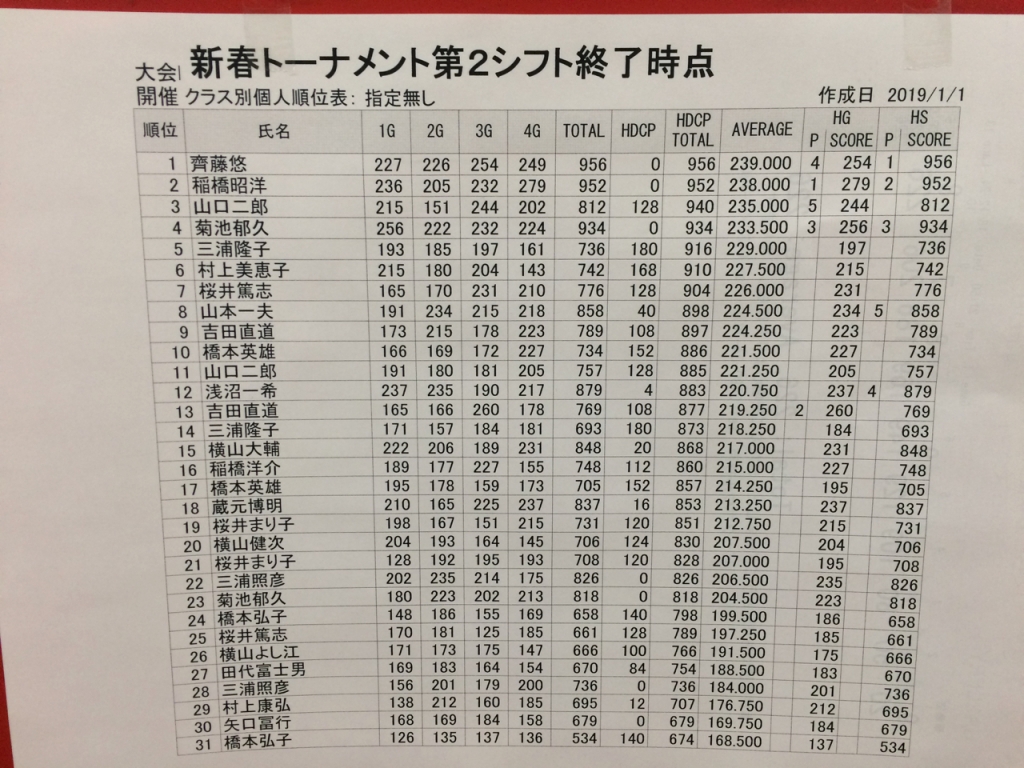 大会 新春トーナメント第2シフト終了時点
開催 クラス別個人順位表: 指定無し 作成日 2019/1/1
順位 氏名 1G 2G 3G 4G TOTAL HDCP HDCP TOTAL AVERAGE HG P SCORE HS P SCORE
1 齊藤悠 227 226 254 249 956 0 956 239.000 4 254 1 956
2 稲橋昭洋 236 205 232 279 952 0 952 238.000 1 279 2 952
3 山口二郎 215 151 244 202 812 128 940 235.000 5 244 812
4 菊池郁久 256 222 232 224 934 0 934 233.500 3 256 3 934
5 三浦隆子 193 185 197 161 736 180 916 229.000 197 736
6 村上美恵子 215 180 204 143 742 168 910 227.500 215 742
7 桜井篤志 165 170 231 210 776 128 904 226.000 231 776
8 山本一夫 191 234 215 218 858 40 898 224.500 234 5 858
9 吉田直道 173 215 178 223 789 108 897 224.250 223 789
10 橋本英雄 166 169 172 227 734 152 886 221.500 227 734
11 山口二郎 191 180 181 205 757 128 885 221.250 205 757
12 浅沼一希 237 235 190 217 879 4 883 220.750 237 4 879
13 吉田直道 165 166 260 178 769 108 877 219.250 2 260 769
14 三浦隆子 171 157 184 181 693 180 873 218.250 184 693
15 横山大輔 222 206 189 231 848 20 868 217.000 231 848
16 稲橋洋介 189 177 227 155 748 112 860 215.000 227 748
17 橋本英雄 195 178 159 173 705 152 857 214.250 195 705
18 蔵元博明 210 165 225 237 837 16 853 213.250 237 837
19 桜井まり子 198 167 151 215 731 120 851 212.750 215 731
20 横山健次 204 193 164 145 706 124 830 207.500 204 706
21 桜井まり子 128 192 195 193 708 120 828 207.000 195 708
22 三浦照彦 202 235 214 175 826 0 826 206.500 235 826
23 菊池郁久 180 223 202 213 818 0 818 204.500 223 818
24 橋本弘子 148 186 155 169 658 140 798 199.500 186 658
25 桜井篤志 170 181 125 185 661 128 789 197.250 185 661
26 横山よし江 171 173 175 147 666 100 766 191.500 175 666
27 田代富士男 169 183 164 154 670 84 754 188.500 183 670
28 三浦照彦 156 201 179 200 736 0 736 184.000 201 736
29 村上康弘 138 212 160 185 695 12 707 176.750 212 695
30 矢口冨行 168 169 184 158 679 0 679 169.750 184 679
31 橋本弘子 126 135 137 136 534 140 674 168.500 137 534